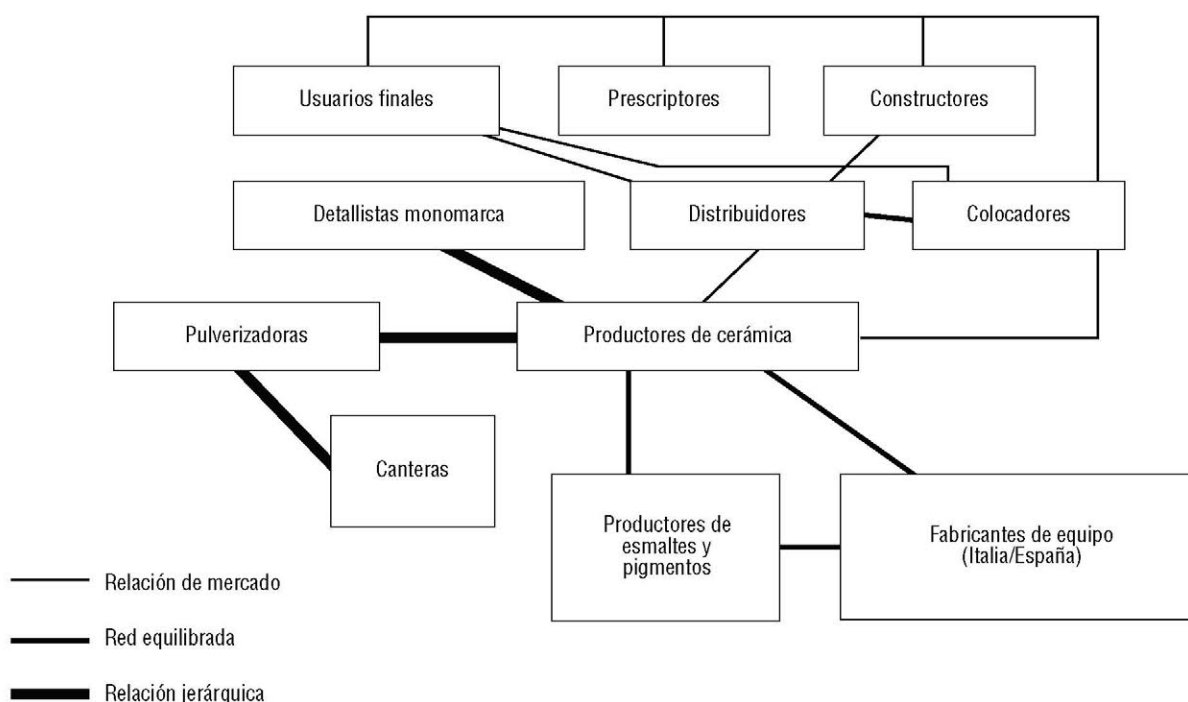 Usuarios finales
Prescriptores
Constructores
Detallistas monomarca
Distribuidores
Colocadores
Pulverizadoras
Productores de cerámica
Canteras
Productores de
esmaltes y
pigmentos
Fabricantes de equipo
(Italia/España)
Relación de mercado
Red equilibrada
Relación jerárquica